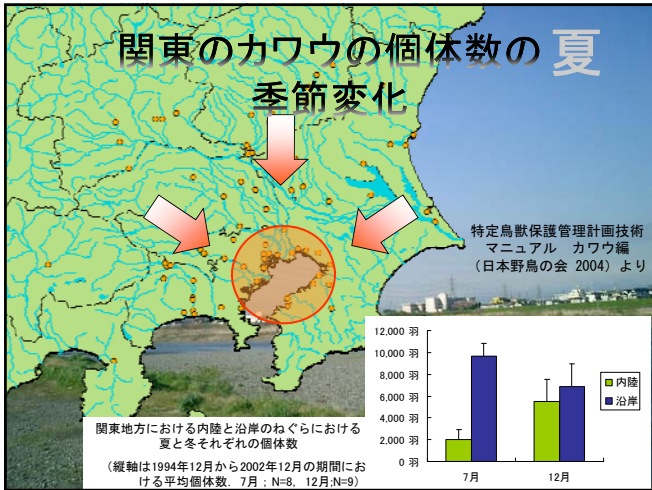 関東のカワウの個体数の 夏
季節変化
特定鳥獣保護管理計画技術
マニュアル カワウ編
(日本野鳥の会 2004) より
12,000 羽
10,000 羽
8,000 羽
6,000 羽
4,000 羽
2,000 羽
0 羽
7月
12月
内陸
沿岸
関東地方における内陸と沿岸のねぐらにおける
夏と冬それぞれの個体数
(縦軸は1994年12月から2002年12月の期間にお
ける平均個体数. 7月;N=8, 12月;N=9)